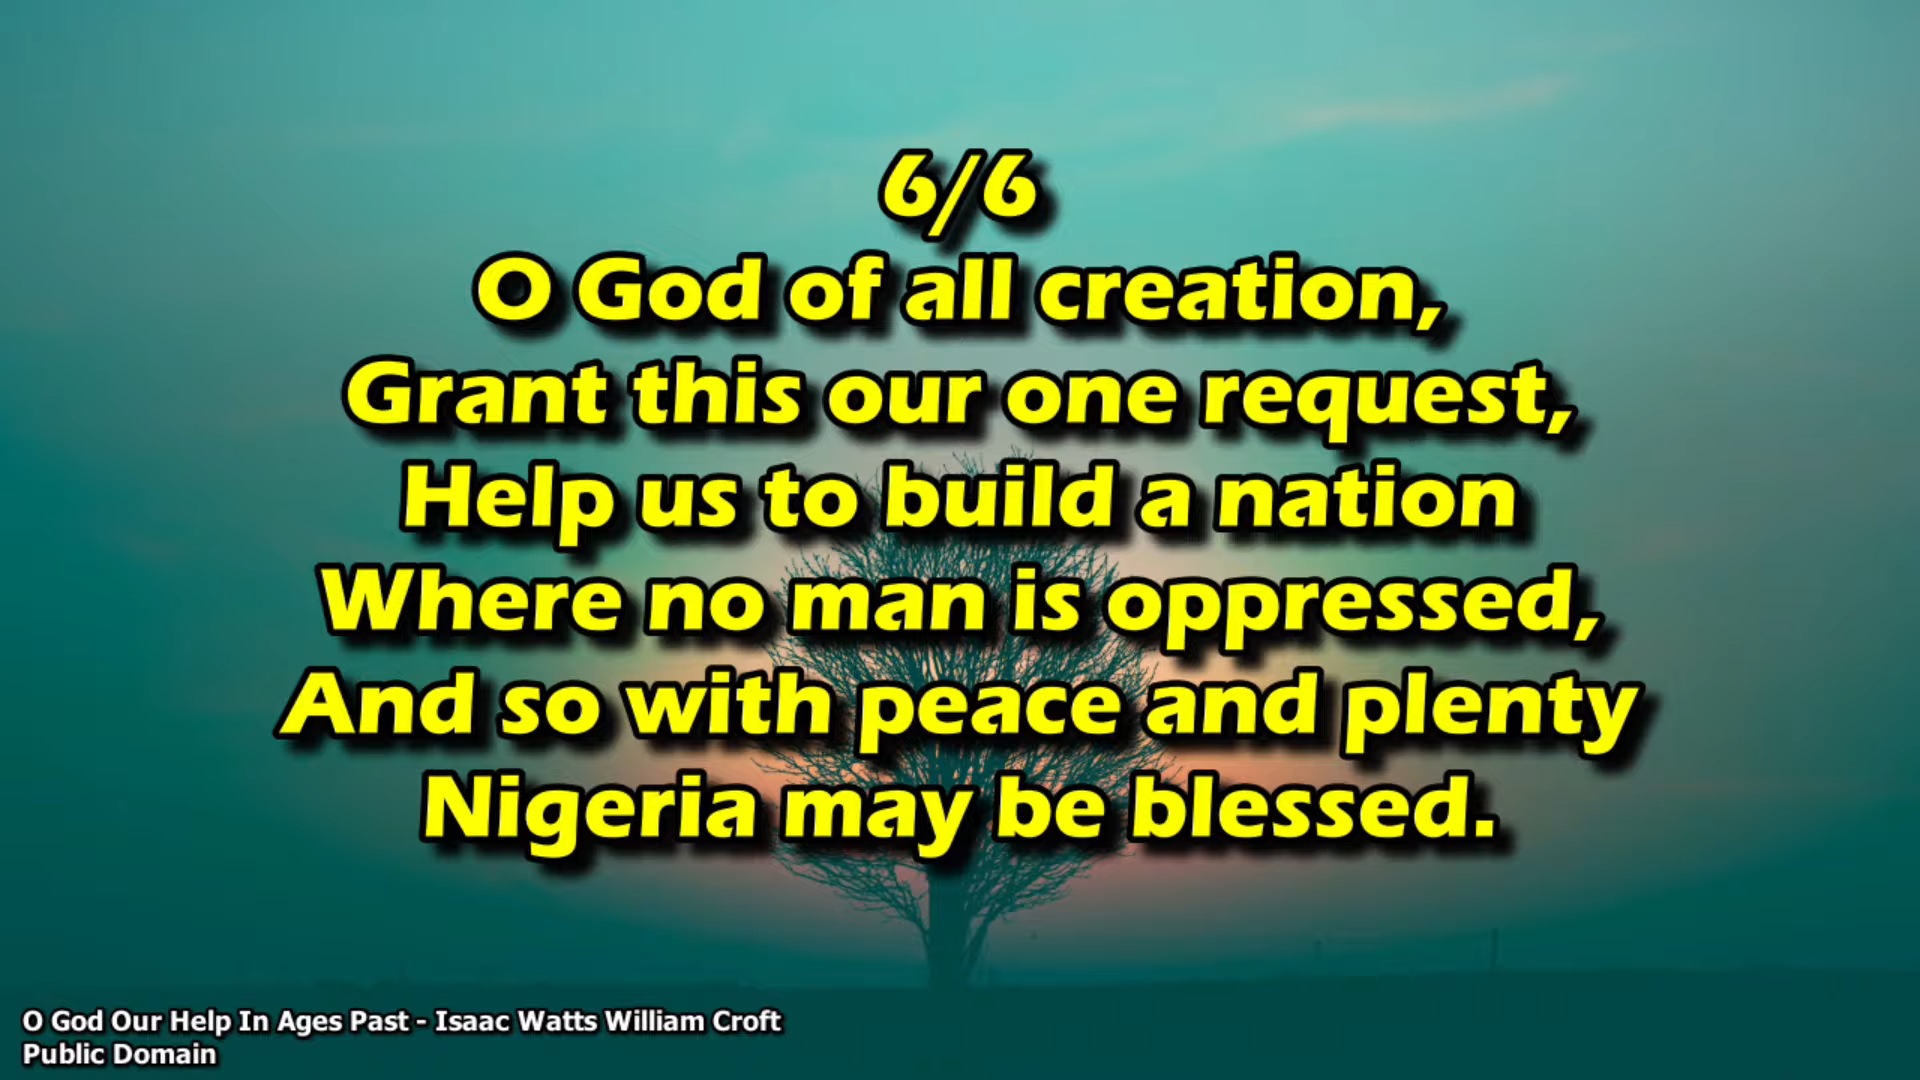 6/6
O God of all creation,
Grant this our one request,
Help us to build a nation
Where no man is oppressed,
And so with peace and plenty
Nigeria may be blessed.
O God Our Help In Ages Past - Isaac Watts William Croft
Public Domain